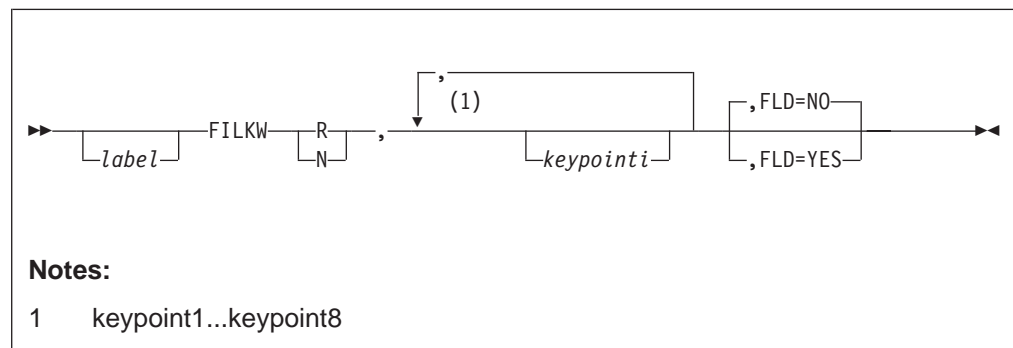 ,
(1) ,FLD=NO
FILKW R ,
label N keypointi ,FLD=YES
Notes:
1 keypoint1...keypoint8